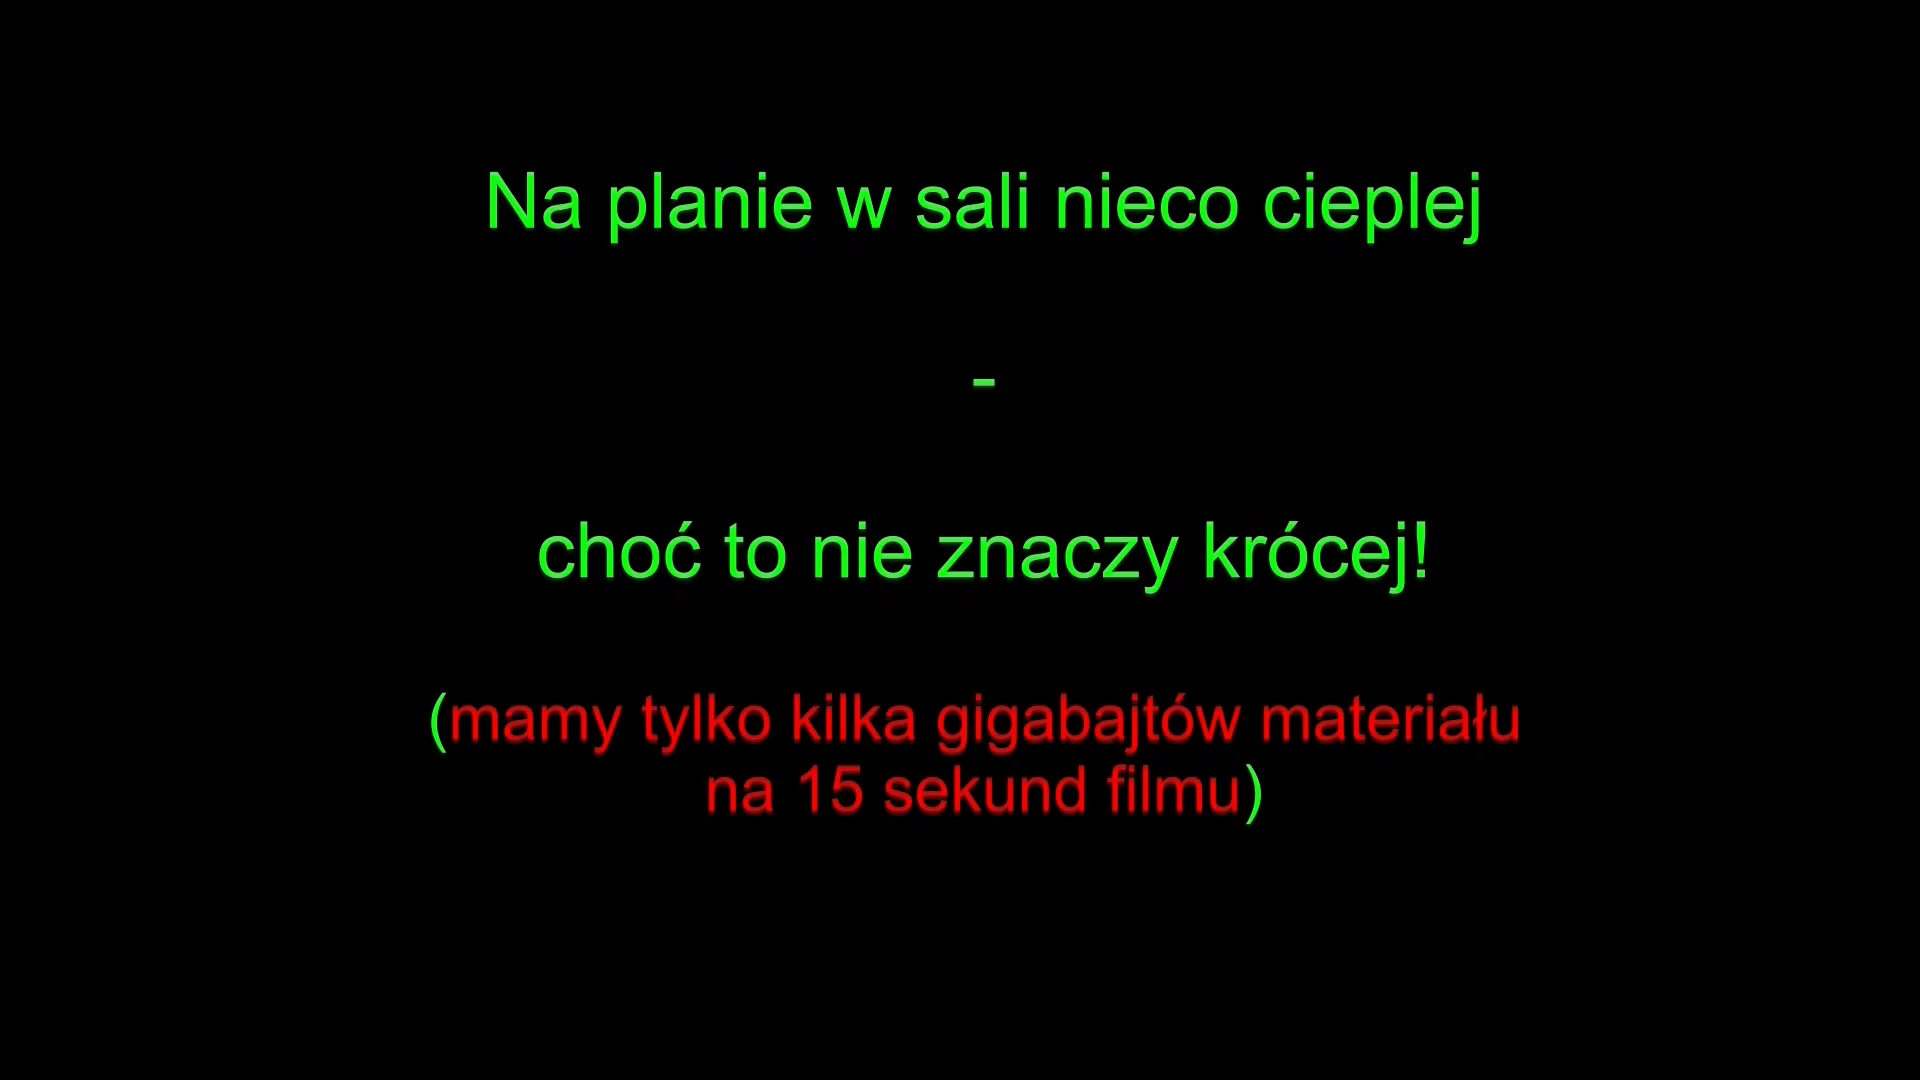 Na planie w sali nieco cieplej
-
choć to nie znaczy krócej!
(mamy tylko kilka gigabajtów materiału
na 15 sekund filmu)